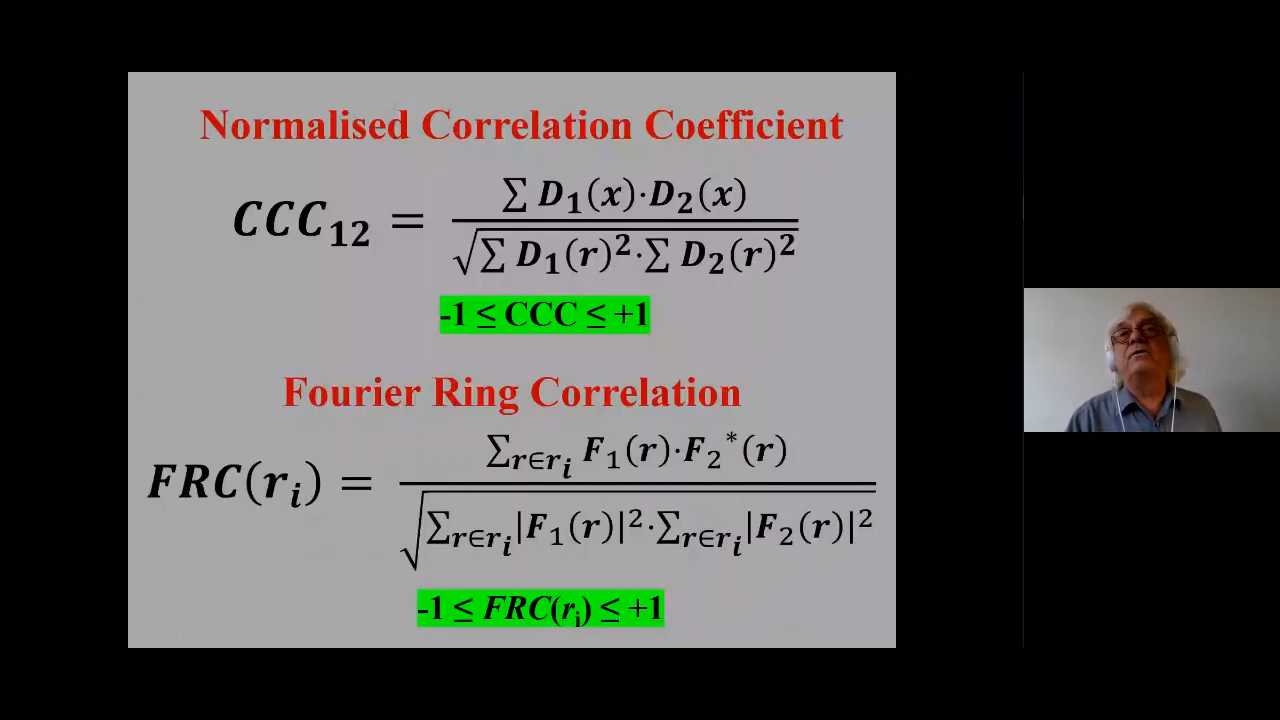 Normalised Correlation Coefficient
CCC₁₂ = ∑ D₁(x)·D₂(x) / √∑ D₁(r)²·∑ D₂(r)²
-1 ≤ CCC ≤ +1
Fourier Ring Correlation
FRC(rᵢ) = ∑r∈rᵢ F₁(r)·F₂*(r) / √∑r∈rᵢ|F₁(r)|²·∑r∈rᵢ|F₂(r)|²
-1 ≤ FRC(rᵢ) ≤ +1